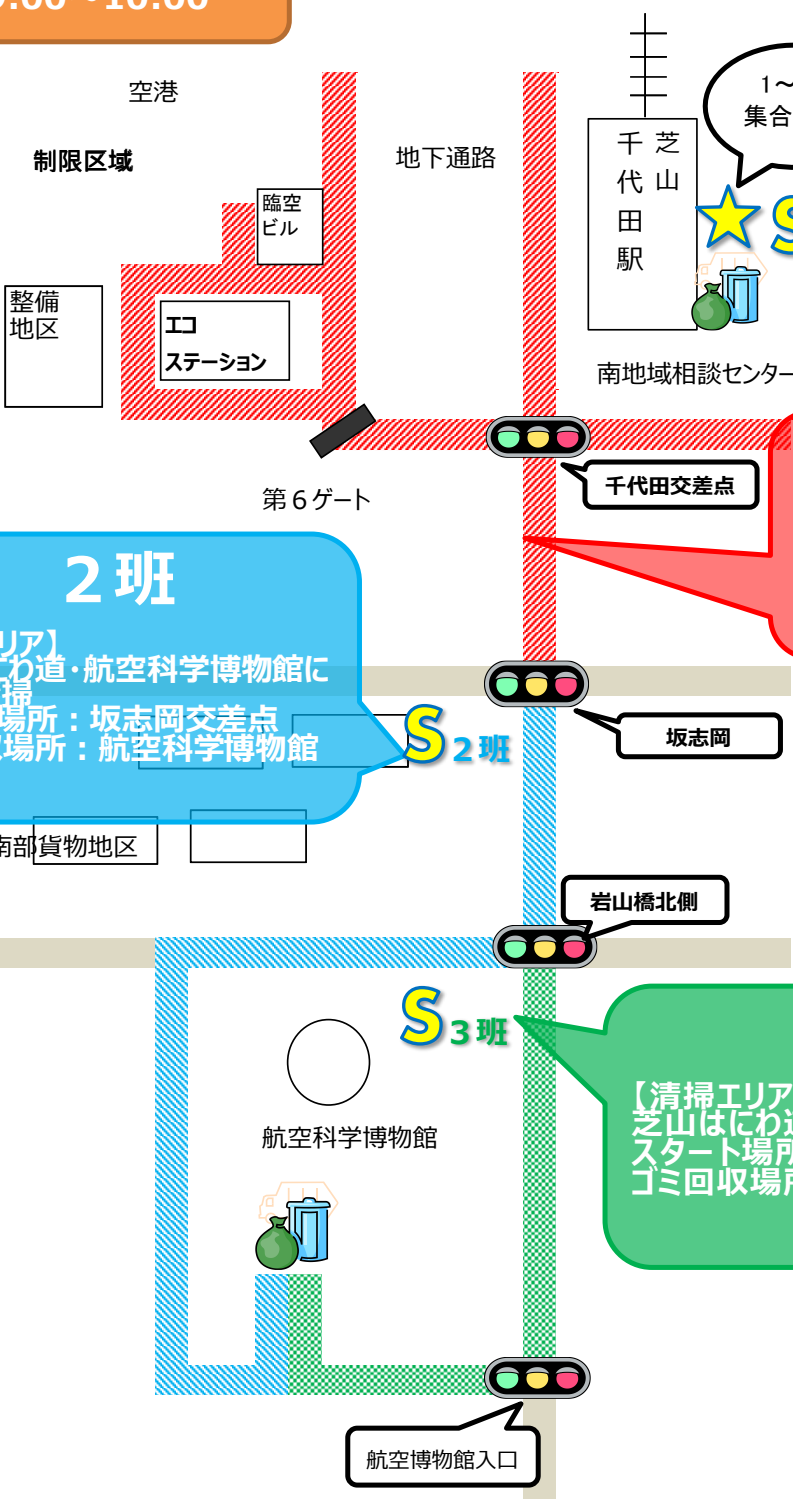 空港
制限区域
地下通路
臨空
ビル
芝山
千代田駅
1～
集合
S
整備
地区
エコ
ステーション
南地域相談センター
千代田交差点
第６ゲート
２班
リア】
わ道・航空科学博物館に
掃
場所：坂志岡交差点
場所：航空科学博物館
S２班
坂志岡
南部貨物地区
岩山橋北側
S３班
航空科学博物館
【清掃エリア
芝山はにわ道
スタート場所
ゴミ回収場所
航空博物館入口